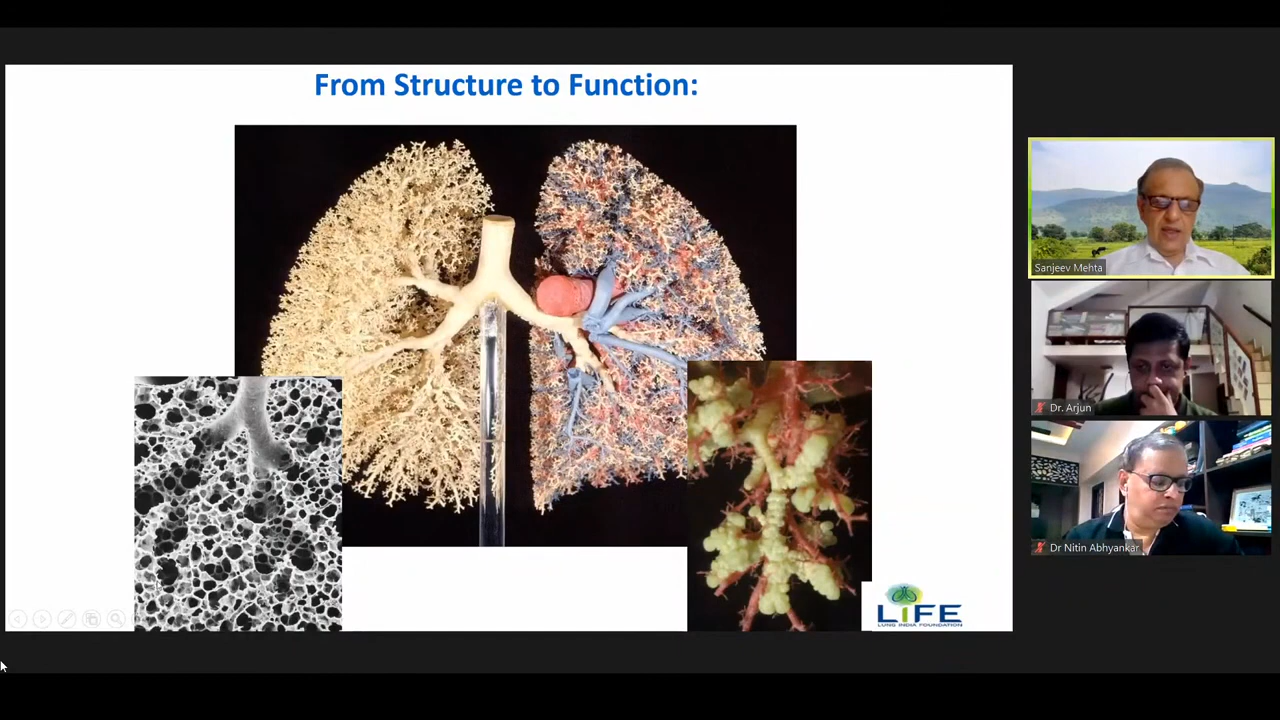 From Structure to Function:
Sanjeev Mehta
Dr. Arjun
Dr Nitin Abhyankar
LiFE
LUNG INDIA FOUNDATION